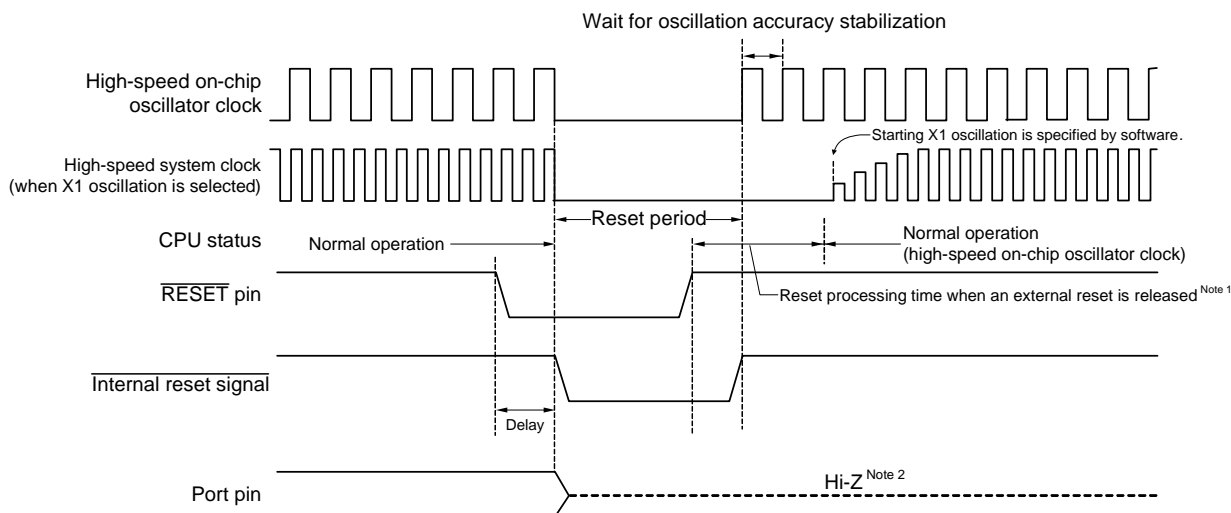 Wait for oscillation accuracy stabilization
High-speed on-chip
oscillator clock
Starting X1 oscillation is specified by software.
High-speed system clock
(when X1 oscillation is selected)
Reset period
CPU status
Normal operation
Normal operation
(high-speed on-chip oscillator clock)
RESET pin
Reset processing time when an external reset is released Note 1
Internal reset signal
Delay
Port pin
Hi-Z Note 2